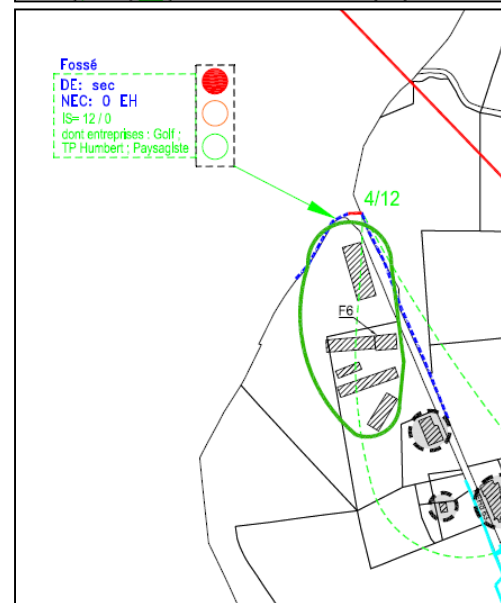 Fossé
DE: sec
NEC: 0 EH
IS= 12 / 0
dont entreprises : Golf ;
TP Humbert ; Paysagiste
4/12
F6